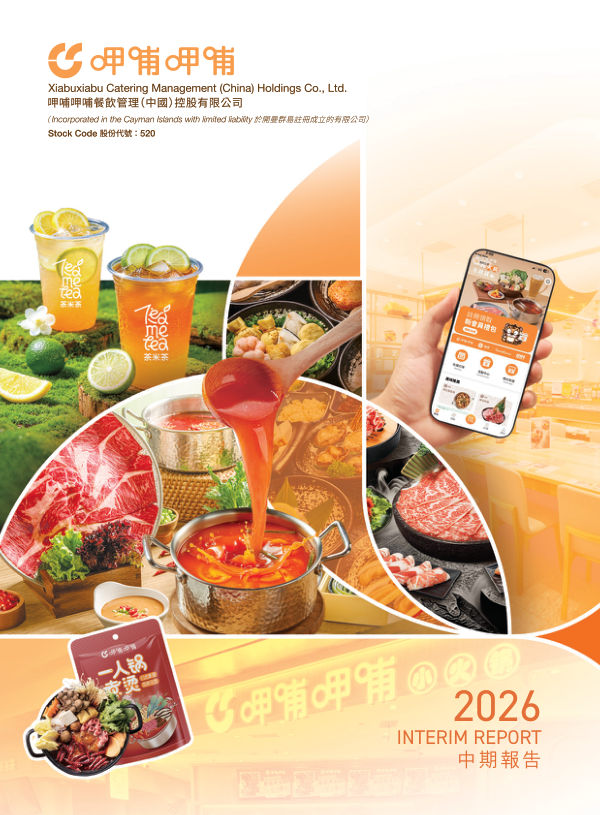 呷哺呷哺
Xiabuxiabu Catering Management (China) Holdings Co., Ltd.
呷哺呷哺餐飲管理(中國)控股有限公司
(Incorporated in the Cayman Islands with limited liability 於開曼群島註冊成立的有限公司)
Stock Code 股份代號：520
Tea
me
tea
茶米茶
Tea
me
tea
茶米茶
呷哺呷哺
一人锅
呷哺呷哺小火鍋
2026
INTERIM REPORT
中期報告